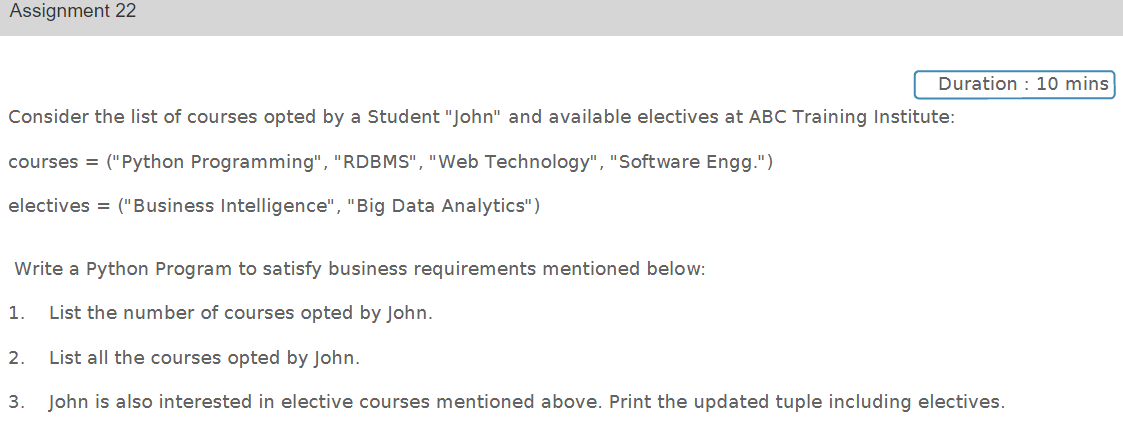 Assignment 22
Duration : 10 mins
Consider the list of courses opted by a Student "John" and available electives at ABC Training Institute:
courses = ("Python Programming", "RDBMS", "Web Technology", "Software Engg.")
electives = ("Business Intelligence", "Big Data Analytics")
Write a Python Program to satisfy business requirements mentioned below:
1. List the number of courses opted by John.
2. List all the courses opted by John.
3. John is also interested in elective courses mentioned above. Print the updated tuple including electives.